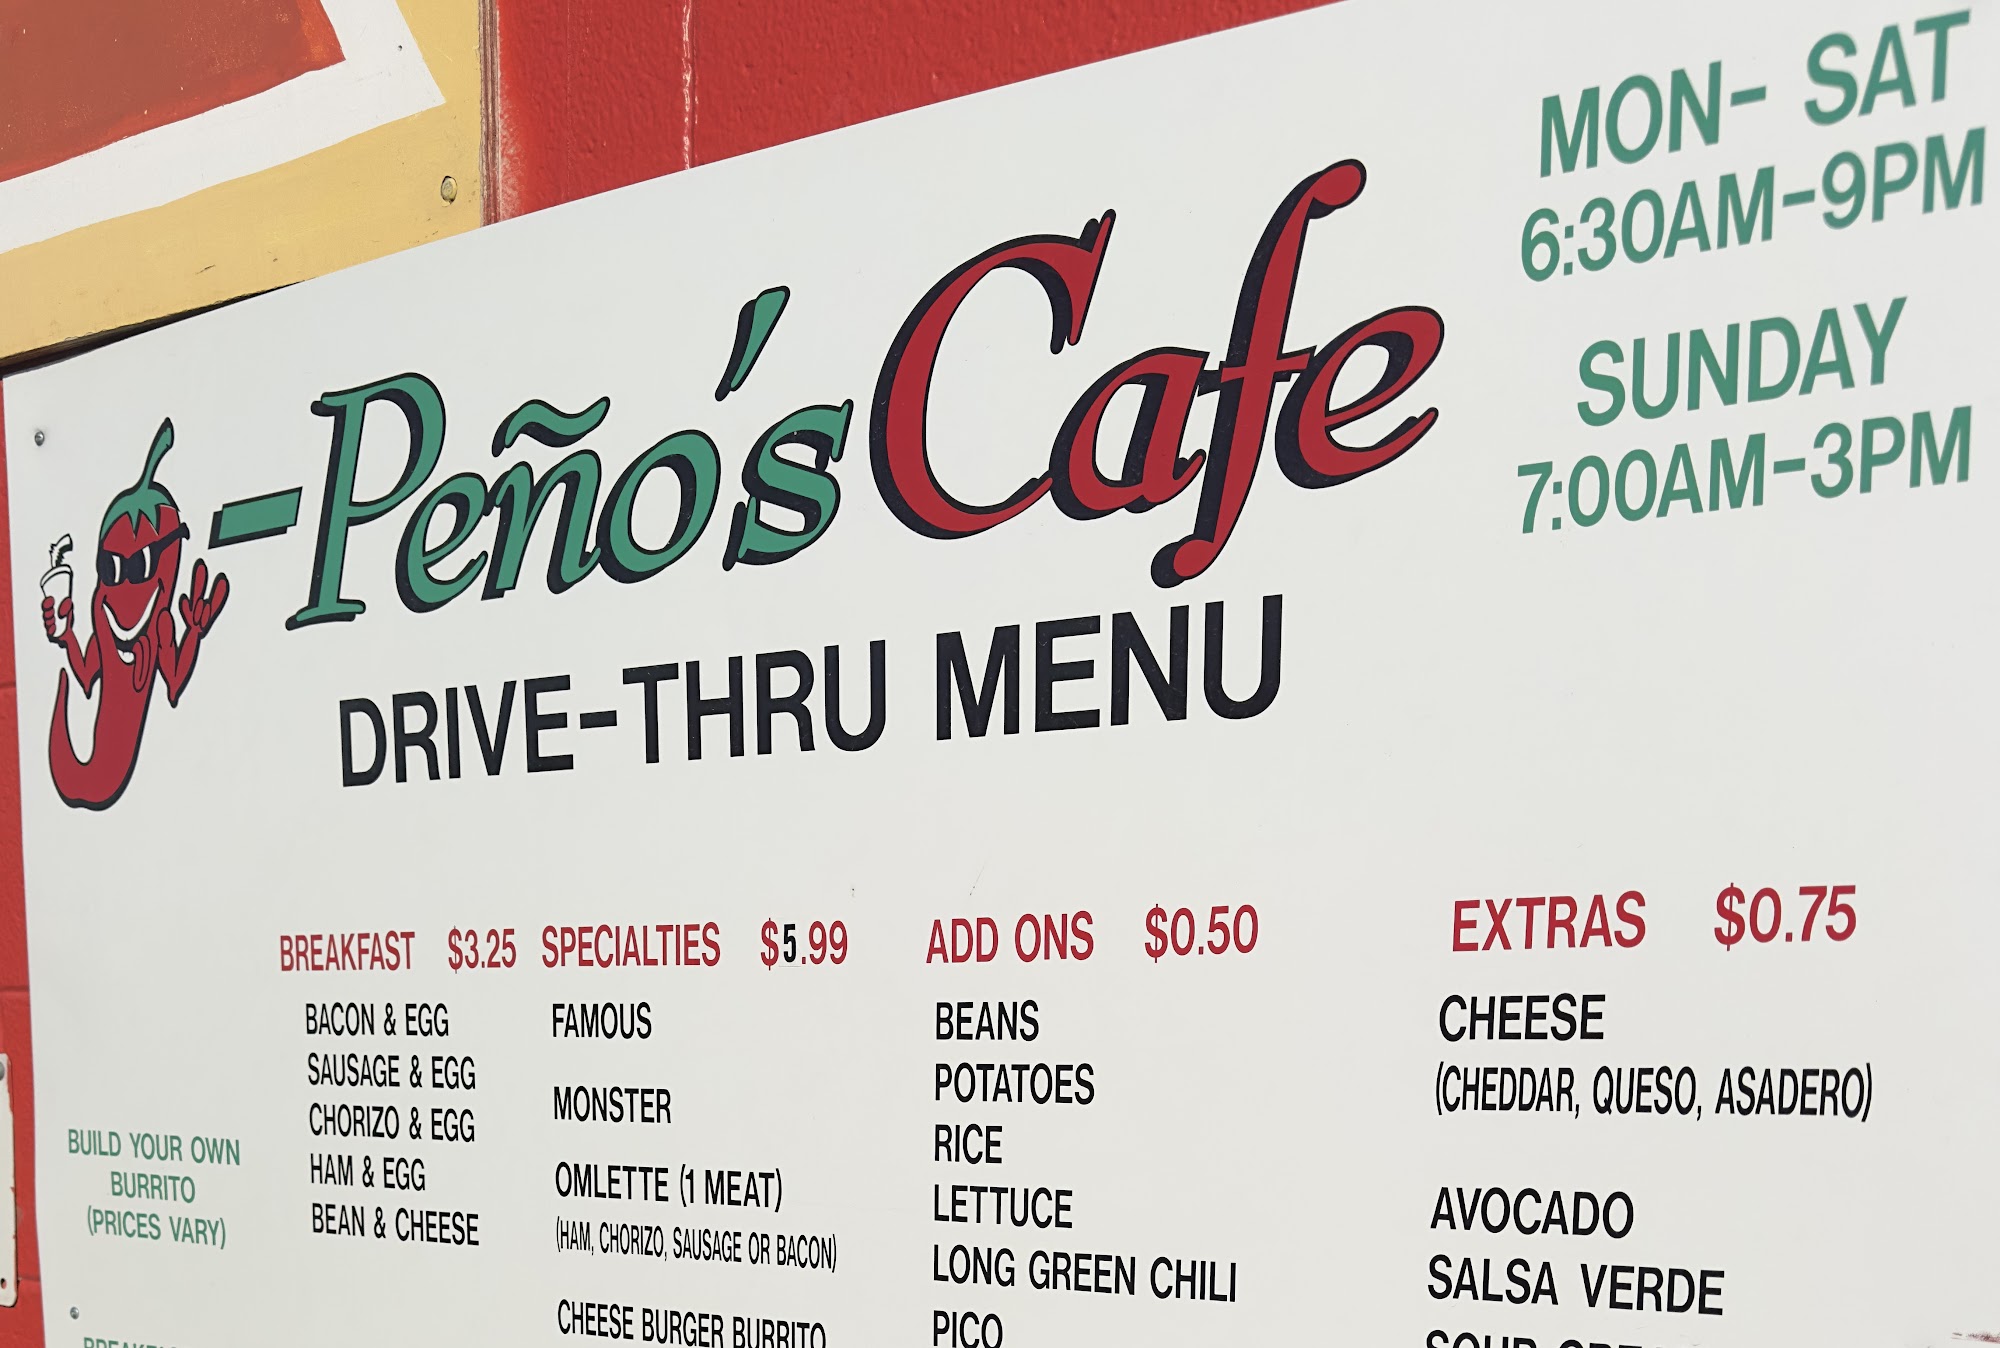 -Peño's Cafe
DRIVE-THRU MENU
MON- SAT
6:30AM-9PM
SUNDAY
7:00AM-3PM
BUILD YOUR OWN
BURRITO
(PRICES VARY)
BREAKFAST $3.25
BACON & EGG
SAUSAGE & EGG
CHORIZO & EGG
HAM & EGG
BEAN & CHEESE
SPECIALTIES $5.99
FAMOUS
MONSTER
OMLETTE (1 MEAT)
(HAM, CHORIZO, SAUSAGE OR BACON)
CHEESE BURGER BURRITO
ADD ONS $0.50
BEANS
POTATOES
RICE
LETTUCE
LONG GREEN CHILI
PICO
EXTRAS $0.75
CHEESE
(CHEDDAR, QUESO, ASADERO)
AVOCADO
SALSA VERDE